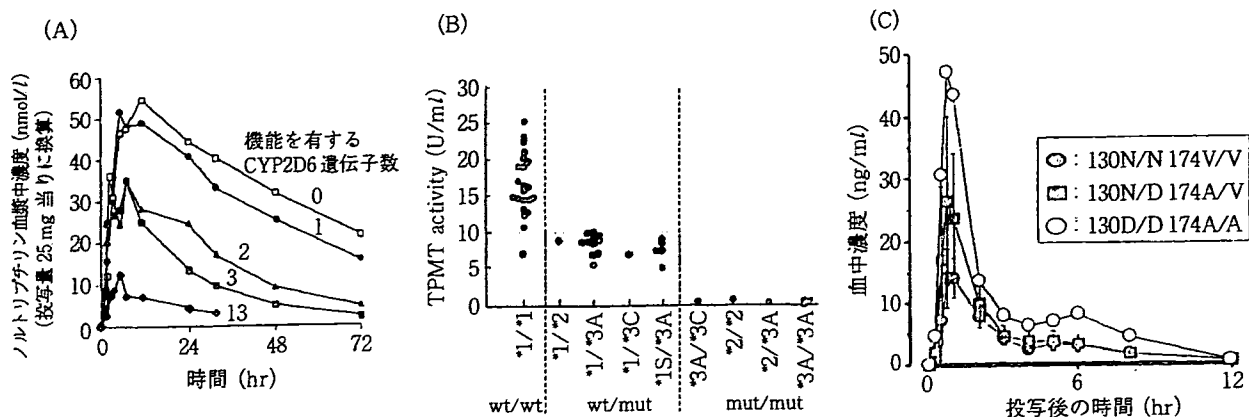 (A)
ノルトリプチリン血漿中濃度 (nmol/l)
(投写量 25 mg 当りに換算)
60
50
40
30
20
10
0
機能を有する
CYP2D6 遺伝子数
0
1
2
3
13
0 24 48 72
時間 (hr)
(B)
TPMT activity (U/ml)
30
25
20
15
10
5
0
*1/*1
*1/*2
*1/*3A
*1/*3C
*1S/*3A
*3A/*3C
*2/*2
*2/*3A
*3A/*3A
wt/wt
wt/mut
mut/mut
(C)
血中濃度 (ng/ml)
50
40
30
20
10
0
: 130N/N 174V/V
: 130N/D 174A/V
: 130D/D 174A/A
0 6 12
投写後の時間 (hr)